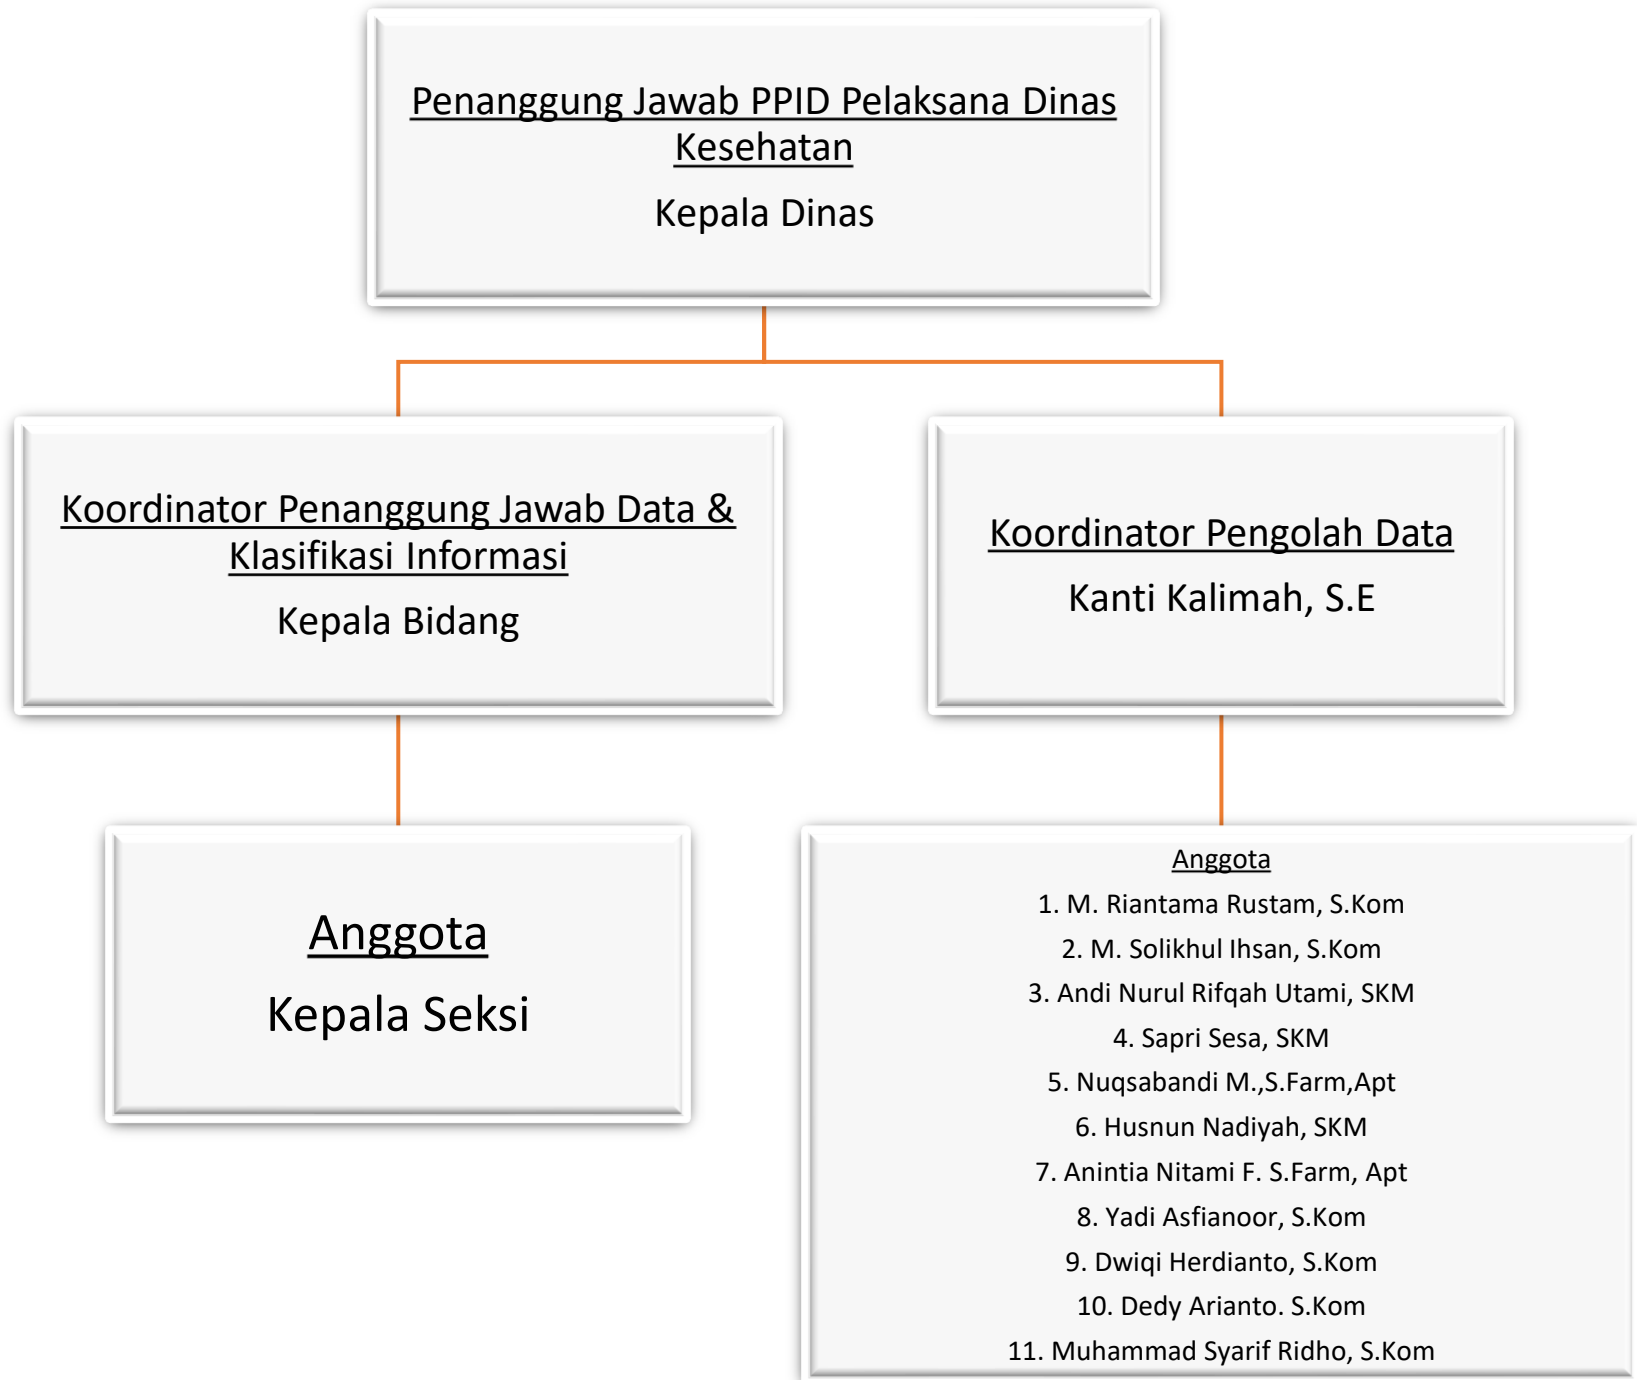 Penanggung Jawab PPID Pelaksana Dinas
Kesehatan
Kepala Dinas
Koordinator Penanggung Jawab Data &
Klasifikasi Informasi
Kepala Bidang
Koordinator Pengolah Data
Kanti Kalimah, S.E
Anggota
Kepala Seksi
Anggota
1. M. Riantama Rustam, S.Kom
2. M. Solikhul Ihsan, S.Kom
3. Andi Nurul Rifqah Utami, SKM
4. Sapri Sesa, SKM
5. Nuqsabandi M.,S.Farm,Apt
6. Husnun Nadiyah, SKM
7. Anintia Nitami F. S.Farm, Apt
8. Yadi Asfianoor, S.Kom
9. Dwiqi Herdianto, S.Kom
10. Dedy Arianto. S.Kom
11. Muhammad Syarif Ridho, S.Kom